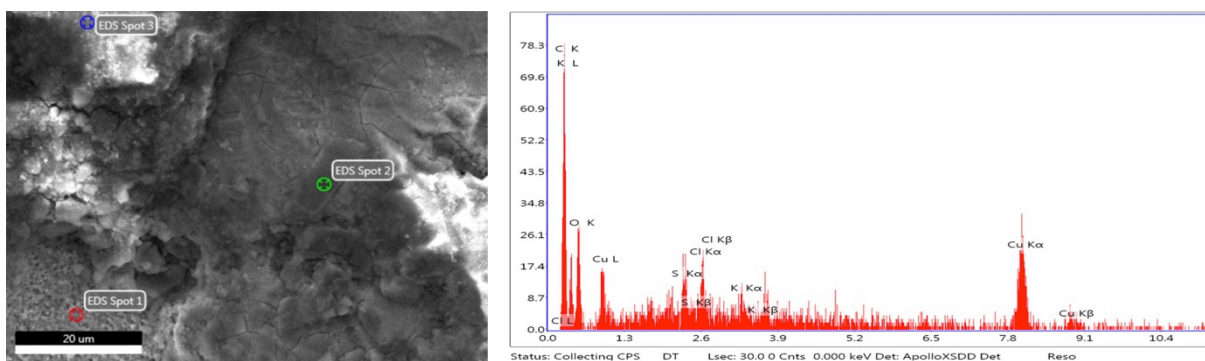 EDS Spot 3
EDS Spot 2
EDS Spot 1
20 um
78.3
69.6
60.9
52.2
43.5
34.8
26.1
17.4
8.7
0.0
C K
K L
O K
Cu L
Cl Kβ
Cl Kα
S Kα
S Kβ
Cl L
K Kα
K Kβ
Cu Kα
Cu Kβ
0.0 1.3 2.6 3.9 5.2 6.5 7.8 9.1 10.4
Status: Collecting CPS DT Lsec: 30.0 0 Cnts 0.000 keV Det: ApolloXSDD Det Reso